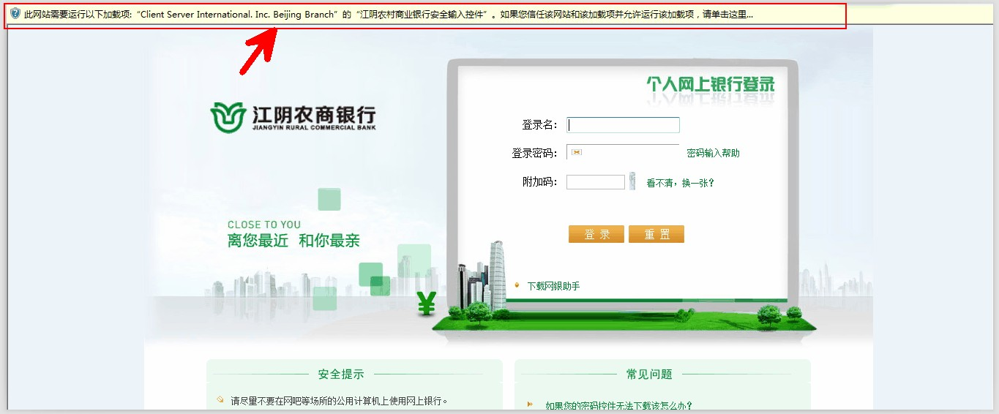 此网站需要运行以下加载项:“Client Server International. Inc. Beijing Branch”的“江阴农村商业银行安全输入控件”。如果您信任该网站和该加载项并允许运行该加载项，请单击这里...
个人网上银行登录
江阴农商银行
JIANGYIN RURAL COMMERCIAL BANK
登录名:
登录密码:
密码输入帮助
附加码:
看不清，换一张？
CLOSE TO YOU
离您最近 和你最亲
登 录
重 置
下载网银助手
¥
安全提示
常见问题
请尽量不要在网吧等场所的公用计算机上使用网上银行。
如果您的密码控件无法下载该怎么办？